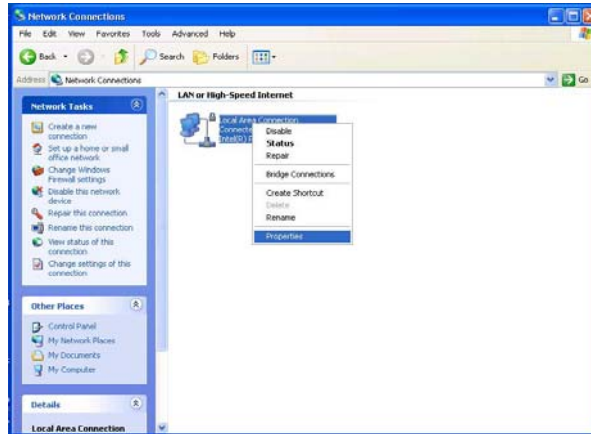 Network Connections
File Edit View Favorites Tools Advanced Help
Back Search Folders
Address Network Connections Go
Network Tasks
Create a new
connection
Set up a home or small
office network
Change Windows
Firewall settings
Disable this network
device
Repair this connection
Rename this connection
View status of this
connection
Change settings of this
connection
Other Places
Control Panel
My Network Places
My Documents
My Computer
Details
Local Area Connection
LAN or High-Speed Internet
Local Area Connection
Connecte
Intel(R) P
Disable
Status
Repair
Bridge Connections
Create Shortcut
Delete
Rename
Properties